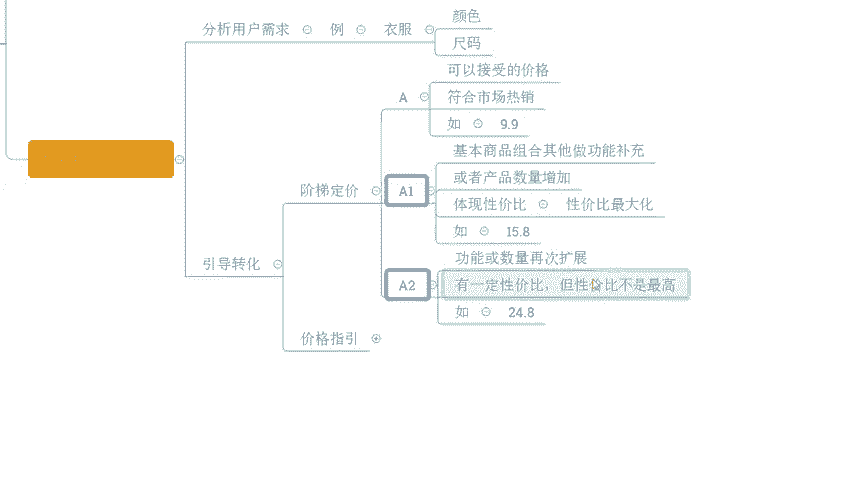 颜色
分析用户需求 例 衣服
尺码
可以接受的价格
A 符合市场热销
如 9.9
基本商品组合其他做功能补充
或者产品数量增加
阶梯定价 A1
体现性价比 性价比最大化
如 15.8
功能或数量再次扩展
引导转化
A2 有一定性价比，但性价比不是最高
如 24.8
价格指引